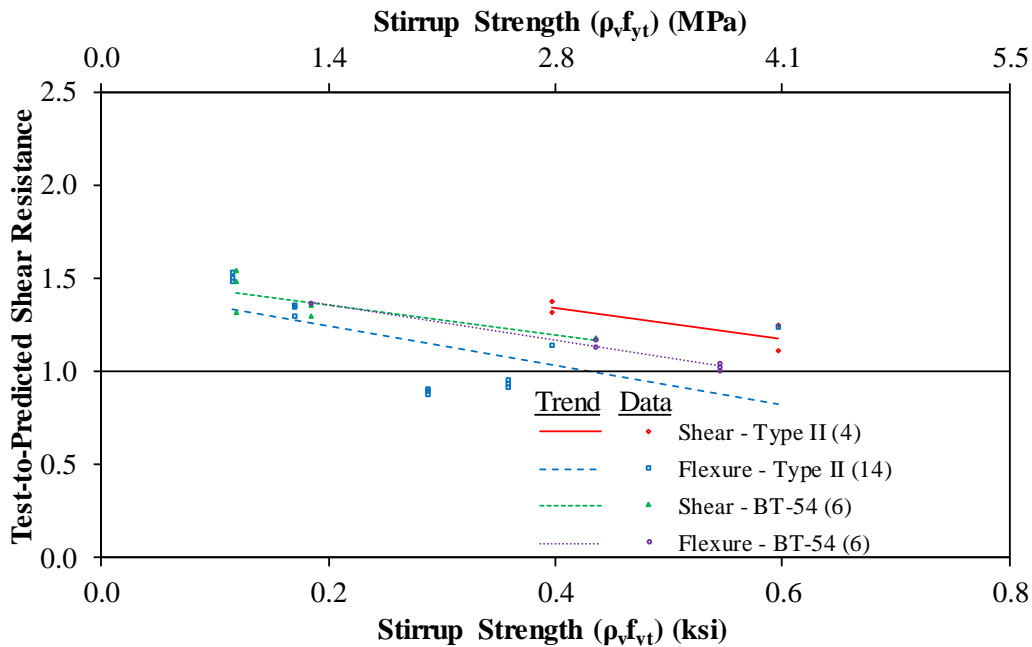 Stirrup Strength (ρvfyt) (MPa)
0.0 1.4 2.8 4.1 5.5
Test-to-Predicted Shear Resistance
2.5
2.0
1.5
1.0
0.5
0.0
Trend Data
Shear - Type II (4)
Flexure - Type II (14)
Shear - BT-54 (6)
Flexure - BT-54 (6)
0.0 0.2 0.4 0.6 0.8
Stirrup Strength (ρvfyt) (ksi)